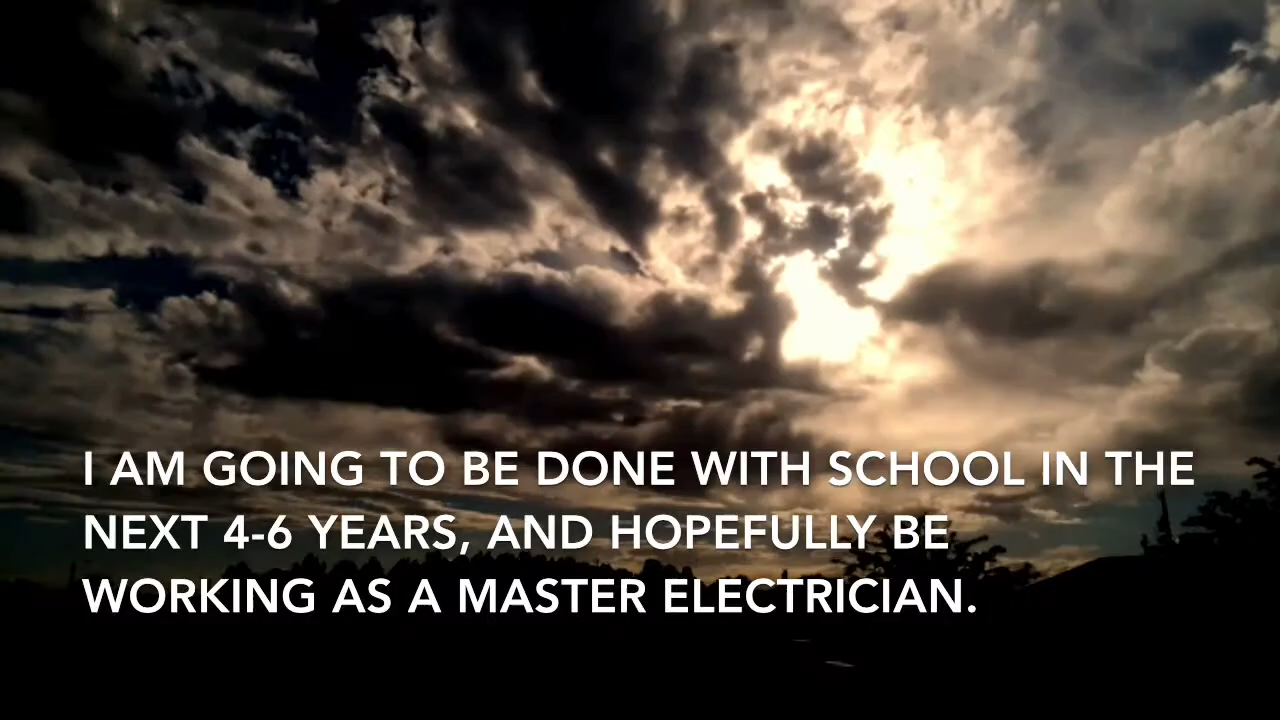 I AM GOING TO BE DONE WITH SCHOOL IN THE
NEXT 4-6 YEARS, AND HOPEFULLY BE
WORKING AS A MASTER ELECTRICIAN.